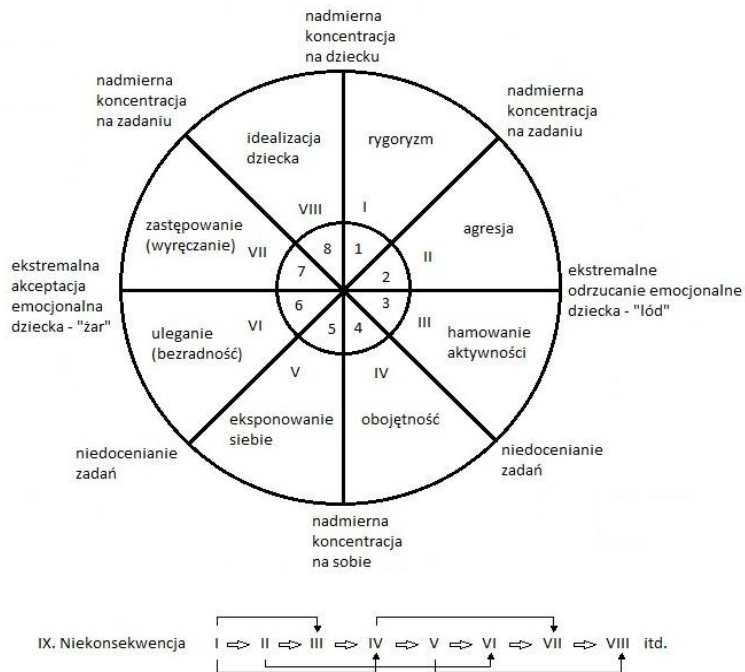 nadmierna
koncentracja
na dziecku
nadmierna
koncentracja
na zadaniu
nadmierna
koncentracja
na zadaniu
idealizacja
dziecka
rygoryzm
VIII
I
zastępowanie
(wyręczanie)
VII
agresja
II
8
1
7
2
ekstremalna
akceptacja
emocjonalna
dziecka - "żar"
ekstremalne
odrzucanie emocjonalne
dziecka - "lód"
6
3
5
4
uleganie
(bezradność)
VI
III
hamowanie
aktywności
V
IV
eksponowanie
siebie
obojętność
niedocenianie
zadań
niedocenianie
zadań
nadmierna
koncentracja
na sobie
IX. Niekonsekwencja I ⇨ II ⇨ III ⇨ IV ⇨ V ⇨ VI ⇨ VII ⇨ VIII itd.